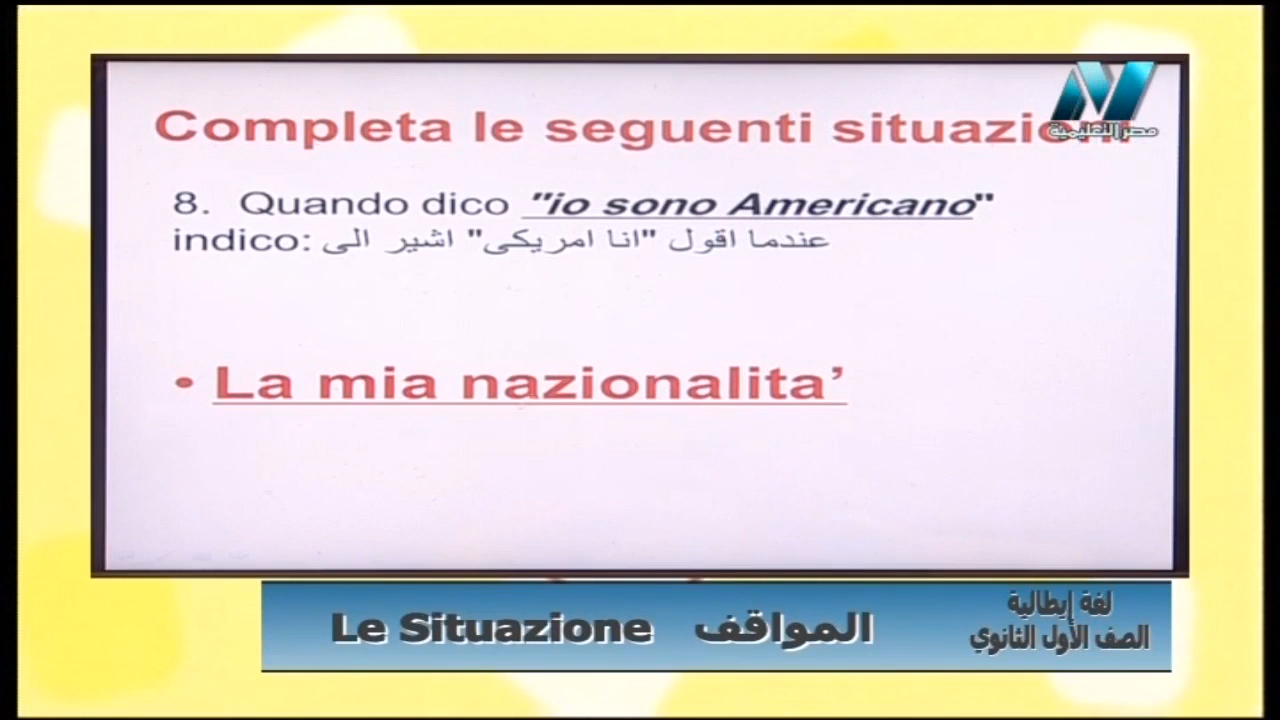 مصر التعليمية
Completa le seguenti situazioni
8. Quando dico "io sono Americano"
indico: عندما اقول "انا امريكى" اشير الى
• La mia nazionalita’
لغة إيطالية
الصف الأول الثانوي
Le Situazione المواقف